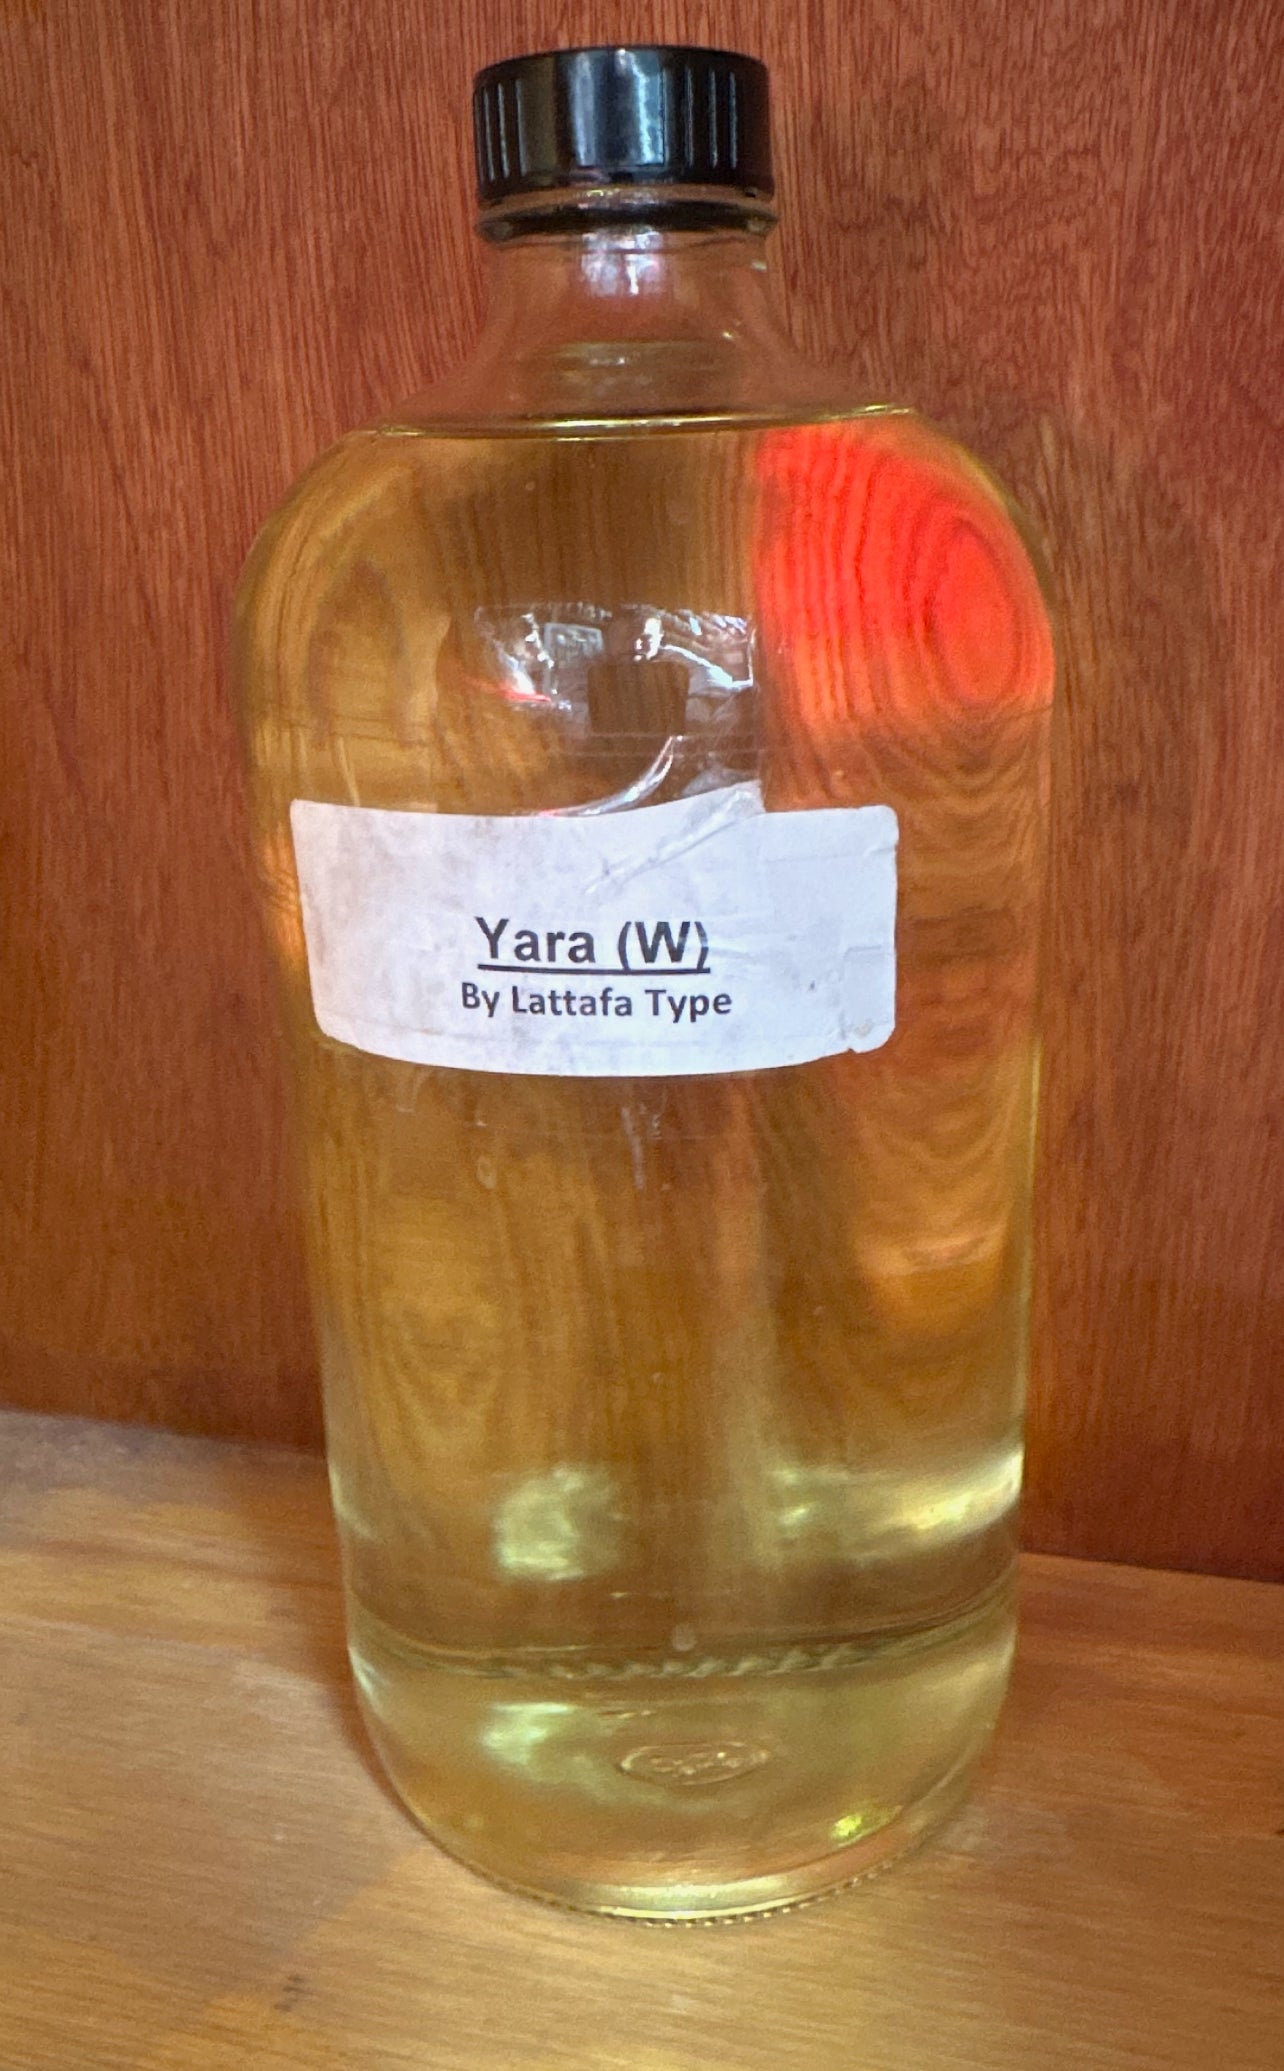 Yara (W)
By Lattafa Type